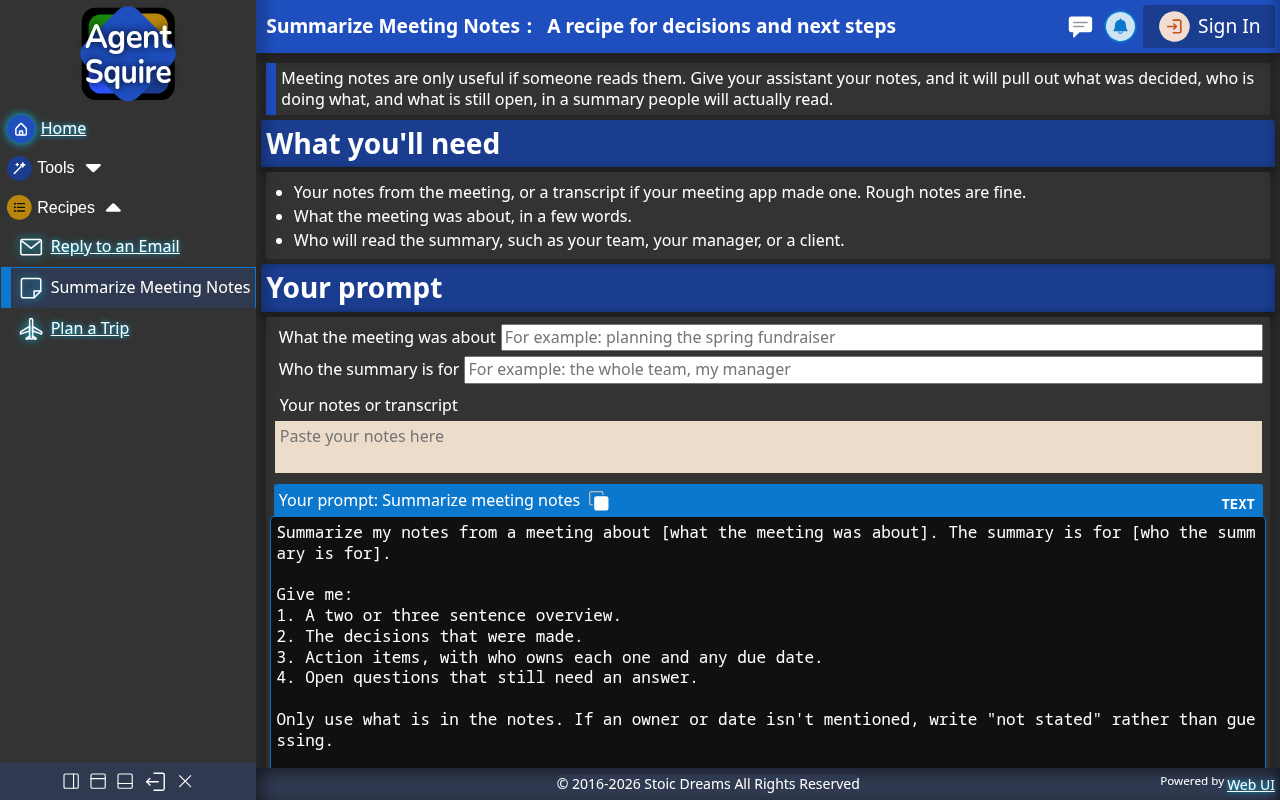 Agent
Squire
Home
Tools
Recipes
Reply to an Email
Summarize Meeting Notes
Plan a Trip
Summarize Meeting Notes : A recipe for decisions and next steps
Sign In
Meeting notes are only useful if someone reads them. Give your assistant your notes, and it will pull out what was decided, who is
doing what, and what is still open, in a summary people will actually read.
What you'll need
• Your notes from the meeting, or a transcript if your meeting app made one. Rough notes are fine.
• What the meeting was about, in a few words.
• Who will read the summary, such as your team, your manager, or a client.
Your prompt
What the meeting was about For example: planning the spring fundraiser
Who the summary is for For example: the whole team, my manager
Your notes or transcript
Paste your notes here
Your prompt: Summarize meeting notes
TEXT
Summarize my notes from a meeting about [what the meeting was about]. The summary is for [who the summ
ary is for].
Give me:
1. A two or three sentence overview.
2. The decisions that were made.
3. Action items, with who owns each one and any due date.
4. Open questions that still need an answer.
Only use what is in the notes. If an owner or date isn't mentioned, write "not stated" rather than gue
ssing.
© 2016-2026 Stoic Dreams All Rights Reserved
Powered by Web UI